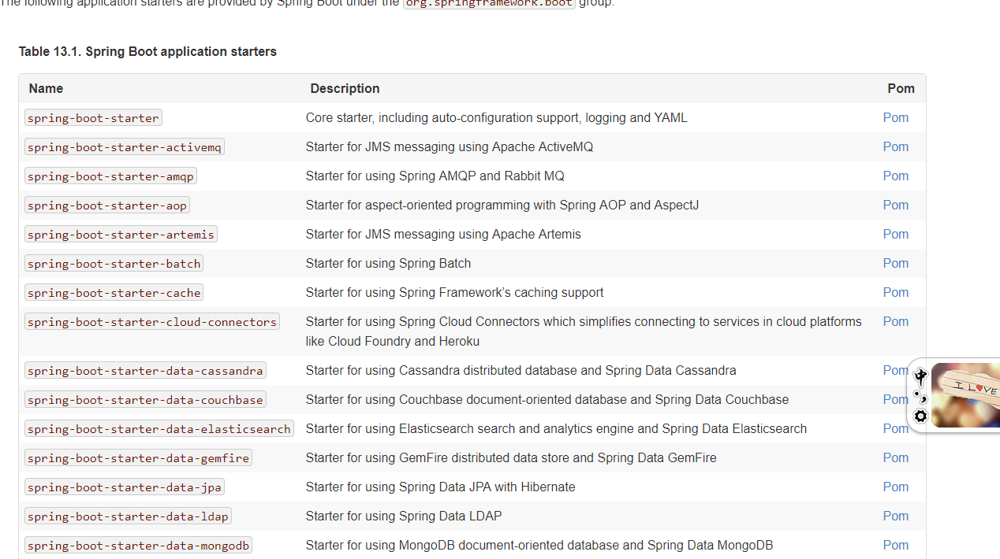 The following application starters are provided by Spring Boot under the org.springframework.boot group:
Table 13.1. Spring Boot application starters
Name Description Pom
spring-boot-starter Core starter, including auto-configuration support, logging and YAML Pom
spring-boot-starter-activemq Starter for JMS messaging using Apache ActiveMQ Pom
spring-boot-starter-amqp Starter for using Spring AMQP and Rabbit MQ Pom
spring-boot-starter-aop Starter for aspect-oriented programming with Spring AOP and AspectJ Pom
spring-boot-starter-artemis Starter for JMS messaging using Apache Artemis Pom
spring-boot-starter-batch Starter for using Spring Batch Pom
spring-boot-starter-cache Starter for using Spring Framework’s caching support Pom
spring-boot-starter-cloud-connectors Starter for using Spring Cloud Connectors which simplifies connecting to services in cloud platforms Pom
like Cloud Foundry and Heroku
spring-boot-starter-data-cassandra Starter for using Cassandra distributed database and Spring Data Cassandra Pom
spring-boot-starter-data-couchbase Starter for using Couchbase document-oriented database and Spring Data Couchbase Pom
spring-boot-starter-data-elasticsearch Starter for using Elasticsearch search and analytics engine and Spring Data Elasticsearch Pom
spring-boot-starter-data-gemfire Starter for using GemFire distributed data store and Spring Data GemFire Pom
spring-boot-starter-data-jpa Starter for using Spring Data JPA with Hibernate Pom
spring-boot-starter-data-ldap Starter for using Spring Data LDAP Pom
spring-boot-starter-data-mongodb Starter for using MongoDB document-oriented database and Spring Data MongoDB Pom
中
I L♥VE